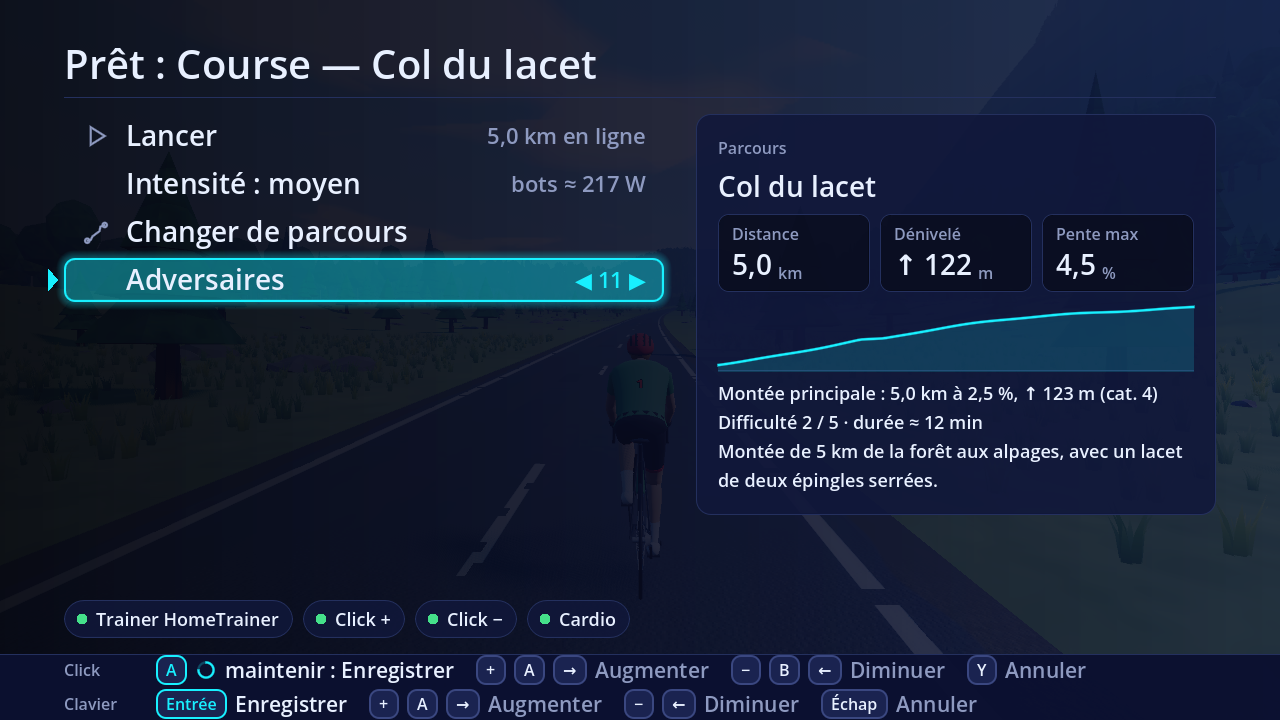 Prêt : Course — Col du lacet
Lancer 5,0 km en ligne
Intensité : moyen bots ≈ 217 W
Changer de parcours
Adversaires ◀ 11 ▶
Parcours
Col du lacet
Distance Dénivelé Pente max
5,0 km ↑ 122 m 4,5 %
Montée principale : 5,0 km à 2,5 %, ↑ 123 m (cat. 4)
Difficulté 2 / 5 · durée ≈ 12 min
Montée de 5 km de la forêt aux alpages, avec un lacet
de deux épingles serrées.
Trainer HomeTrainer Click + Click − Cardio
Click A maintenir : Enregistrer + A → Augmenter − B ← Diminuer Y Annuler
Clavier Entrée Enregistrer + A → Augmenter − ← Diminuer Échap Annuler